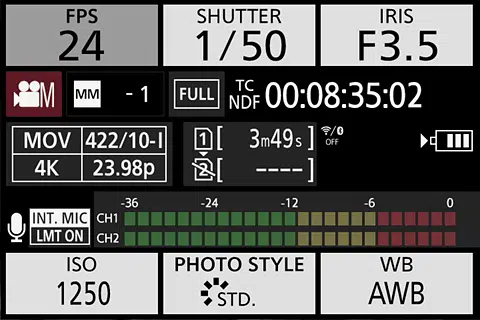 FPS SHUTTER IRIS
24 1/50 F3.5
M MM -1 FULL TC NDF 00:08:35:02
MOV 422/10-I 1[ 3m49s ] OFF
4K 23.98p 2[ ---- ]
-36 -24 -12 -6 0
INT. MIC CH1
LMT ON CH2
ISO PHOTO STYLE WB
1250 STD. AWB